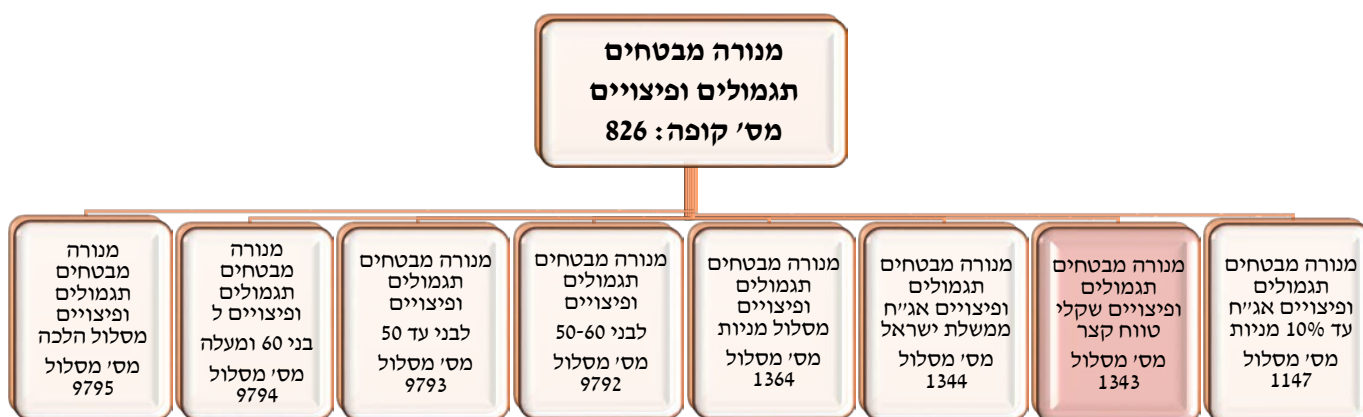 מנורה מבטחים
תגמולים ופיצויים
מס׳ קופה: 826
מנורה מבטחים
תגמולים
ופיצויים אג״ח
עד 10% מניות
מס׳ מסלול
1147
מנורה מבטחים
תגמולים
ופיצויים שקלי
טווח קצר
מס׳ מסלול
1343
מנורה מבטחים
תגמולים
ופיצויים אג״ח
ממשלת ישראל
מס׳ מסלול
1344
מנורה מבטחים
תגמולים
ופיצויים
מסלול מניות
מס׳ מסלול
1364
מנורה מבטחים
תגמולים
ופיצויים
לבני 50-60
מס׳ מסלול
9792
מנורה מבטחים
תגמולים
ופיצויים
לבני עד 50
מס׳ מסלול
9793
מנורה
מבטחים
תגמולים
ופיצויים ל
בני 60 ומעלה
מס׳ מסלול
9794
מנורה
מבטחים
תגמולים
ופיצויים
מסלול הלכה
מס׳ מסלול
9795